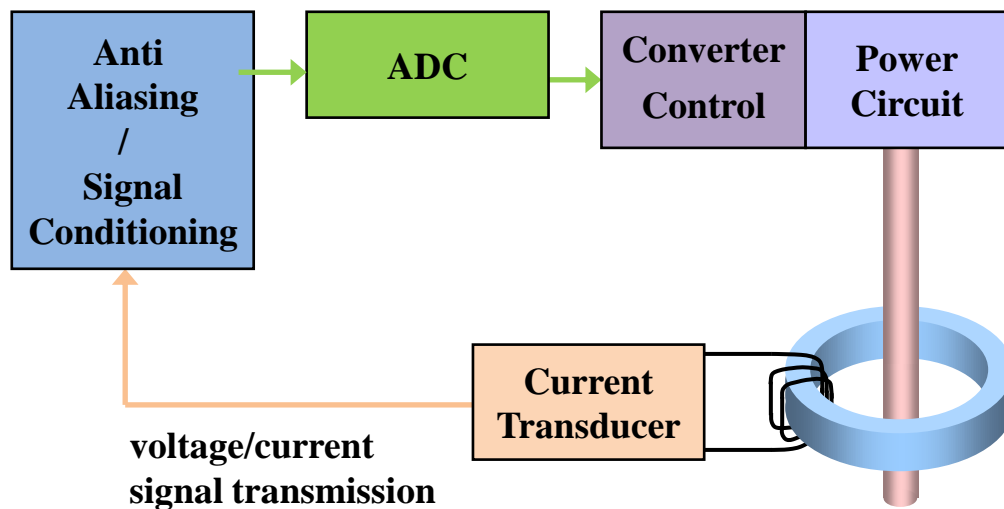 Anti
Aliasing
/
Signal
Conditioning
ADC
Converter
Control
Power
Circuit
Current
Transducer
voltage/current
signal transmission